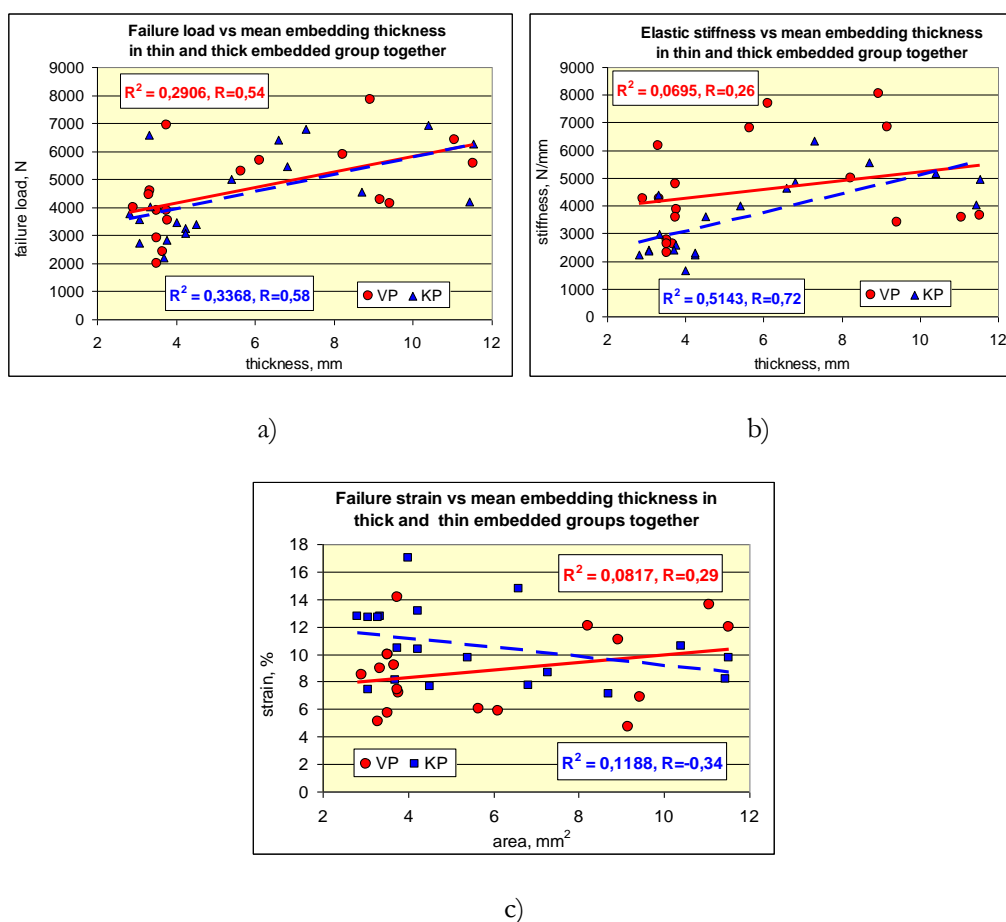 Failure load vs mean embedding thickness
in thin and thick embedded group together
9000
8000
7000
6000
5000
4000
3000
2000
1000
0
failure load, N
R² = 0,2906, R=0,54
R² = 0,3368, R=0,58
VP KP
2 4 6 8 10 12
thickness, mm
a)
Elastic stiffness vs mean embedding thickness
in thin and thick embedded group together
9000
8000
7000
6000
5000
4000
3000
2000
1000
0
stiffness, N/mm
R² = 0,0695, R=0,26
R² = 0,5143, R=0,72
VP KP
2 4 6 8 10 12
thickness, mm
b)
Failure strain vs mean embedding thickness in
thick and thin embedded groups together
18
16
14
12
10
8
6
4
2
0
strain, %
R² = 0,0817, R=0,29
VP KP
R² = 0,1188, R=-0,34
2 4 6 8 10 12
area, mm²
c)